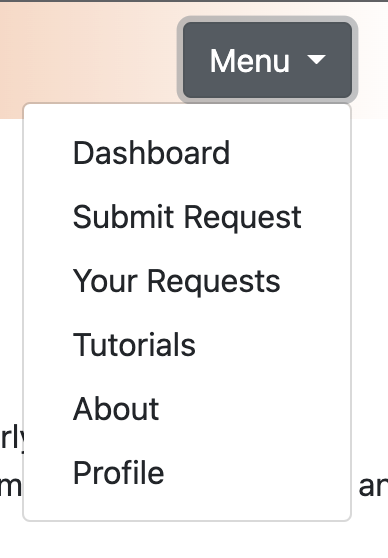 Menu
Dashboard
Submit Request
Your Requests
Tutorials
About
Profile